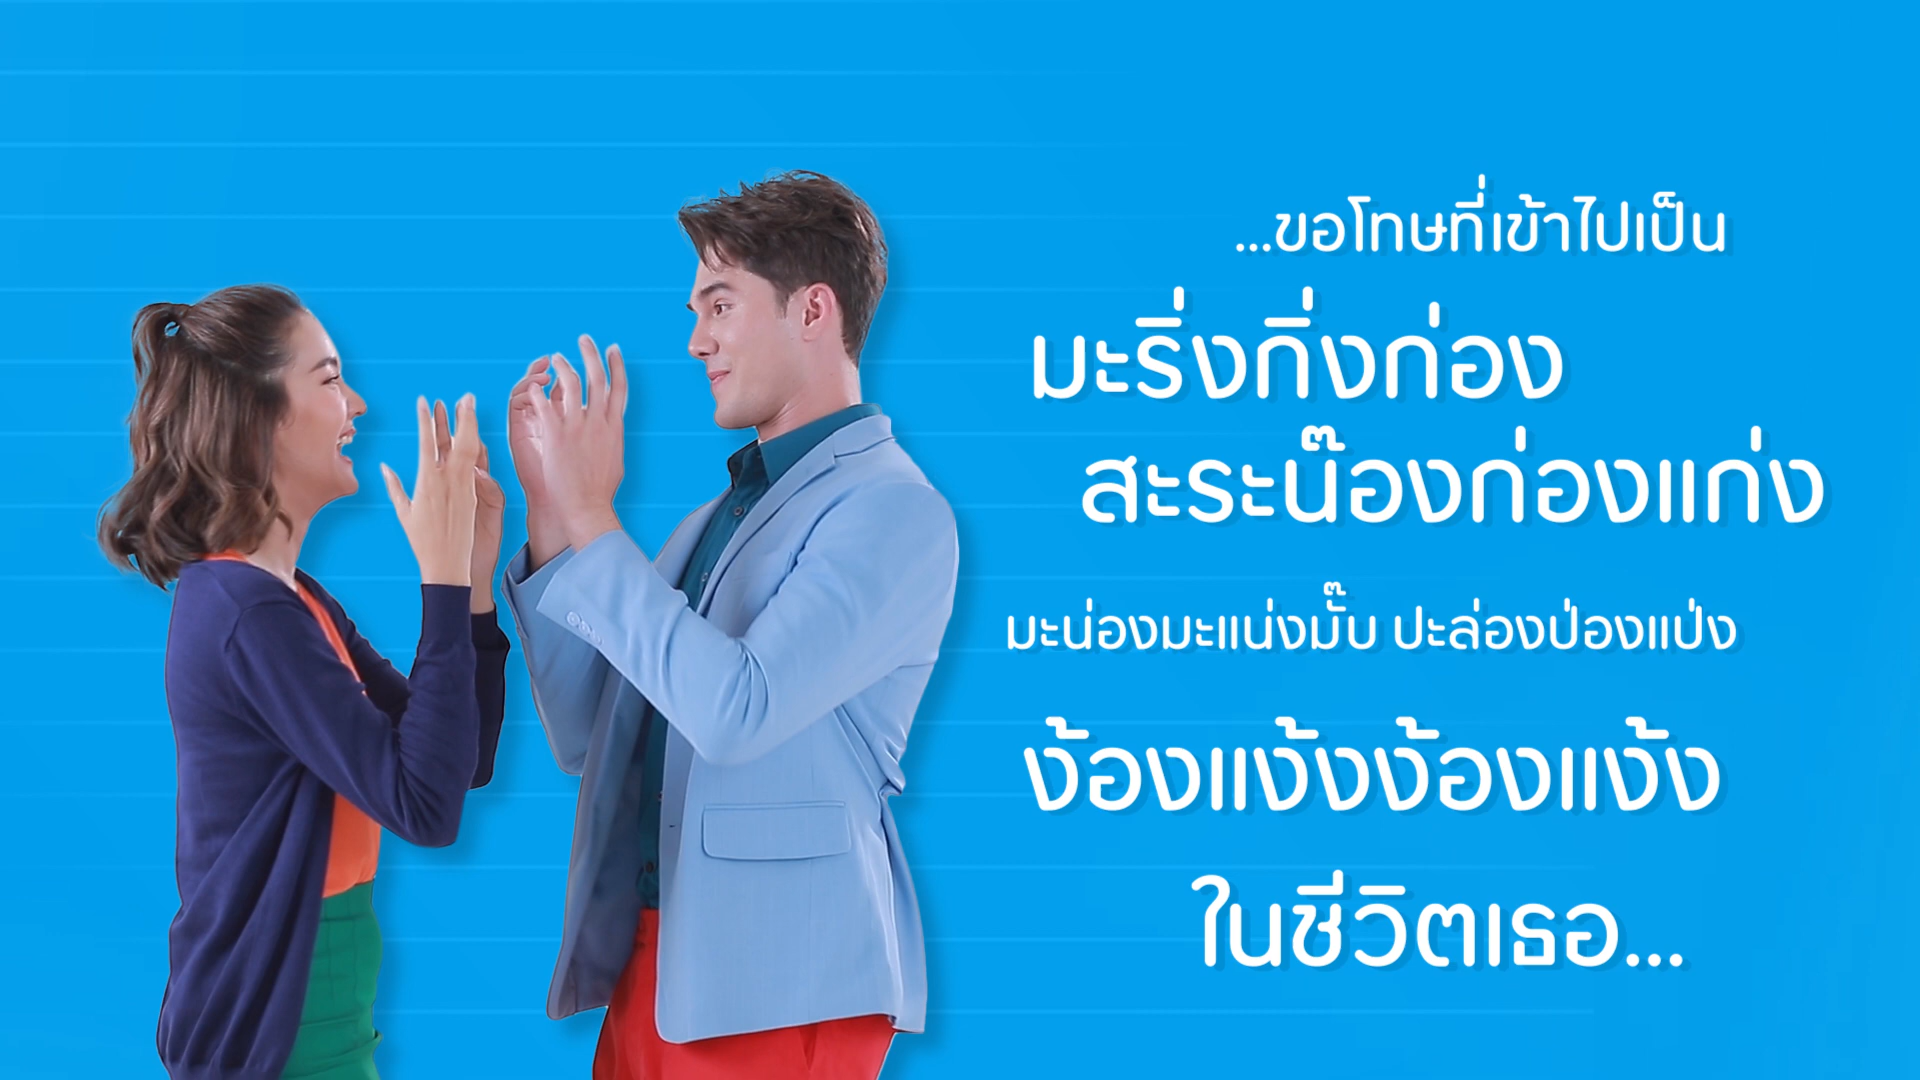 ...ขอโทษที่เข้าไปเป็น
มะริ่งกิ่งก่อง
สะระน๊องก่องแก่ง
มะน่องมะแน่งมั๊บ ปะล่องป่องแป่ง
ง้องแง้งง้องแง้ง
ในชีวิตเธอ...